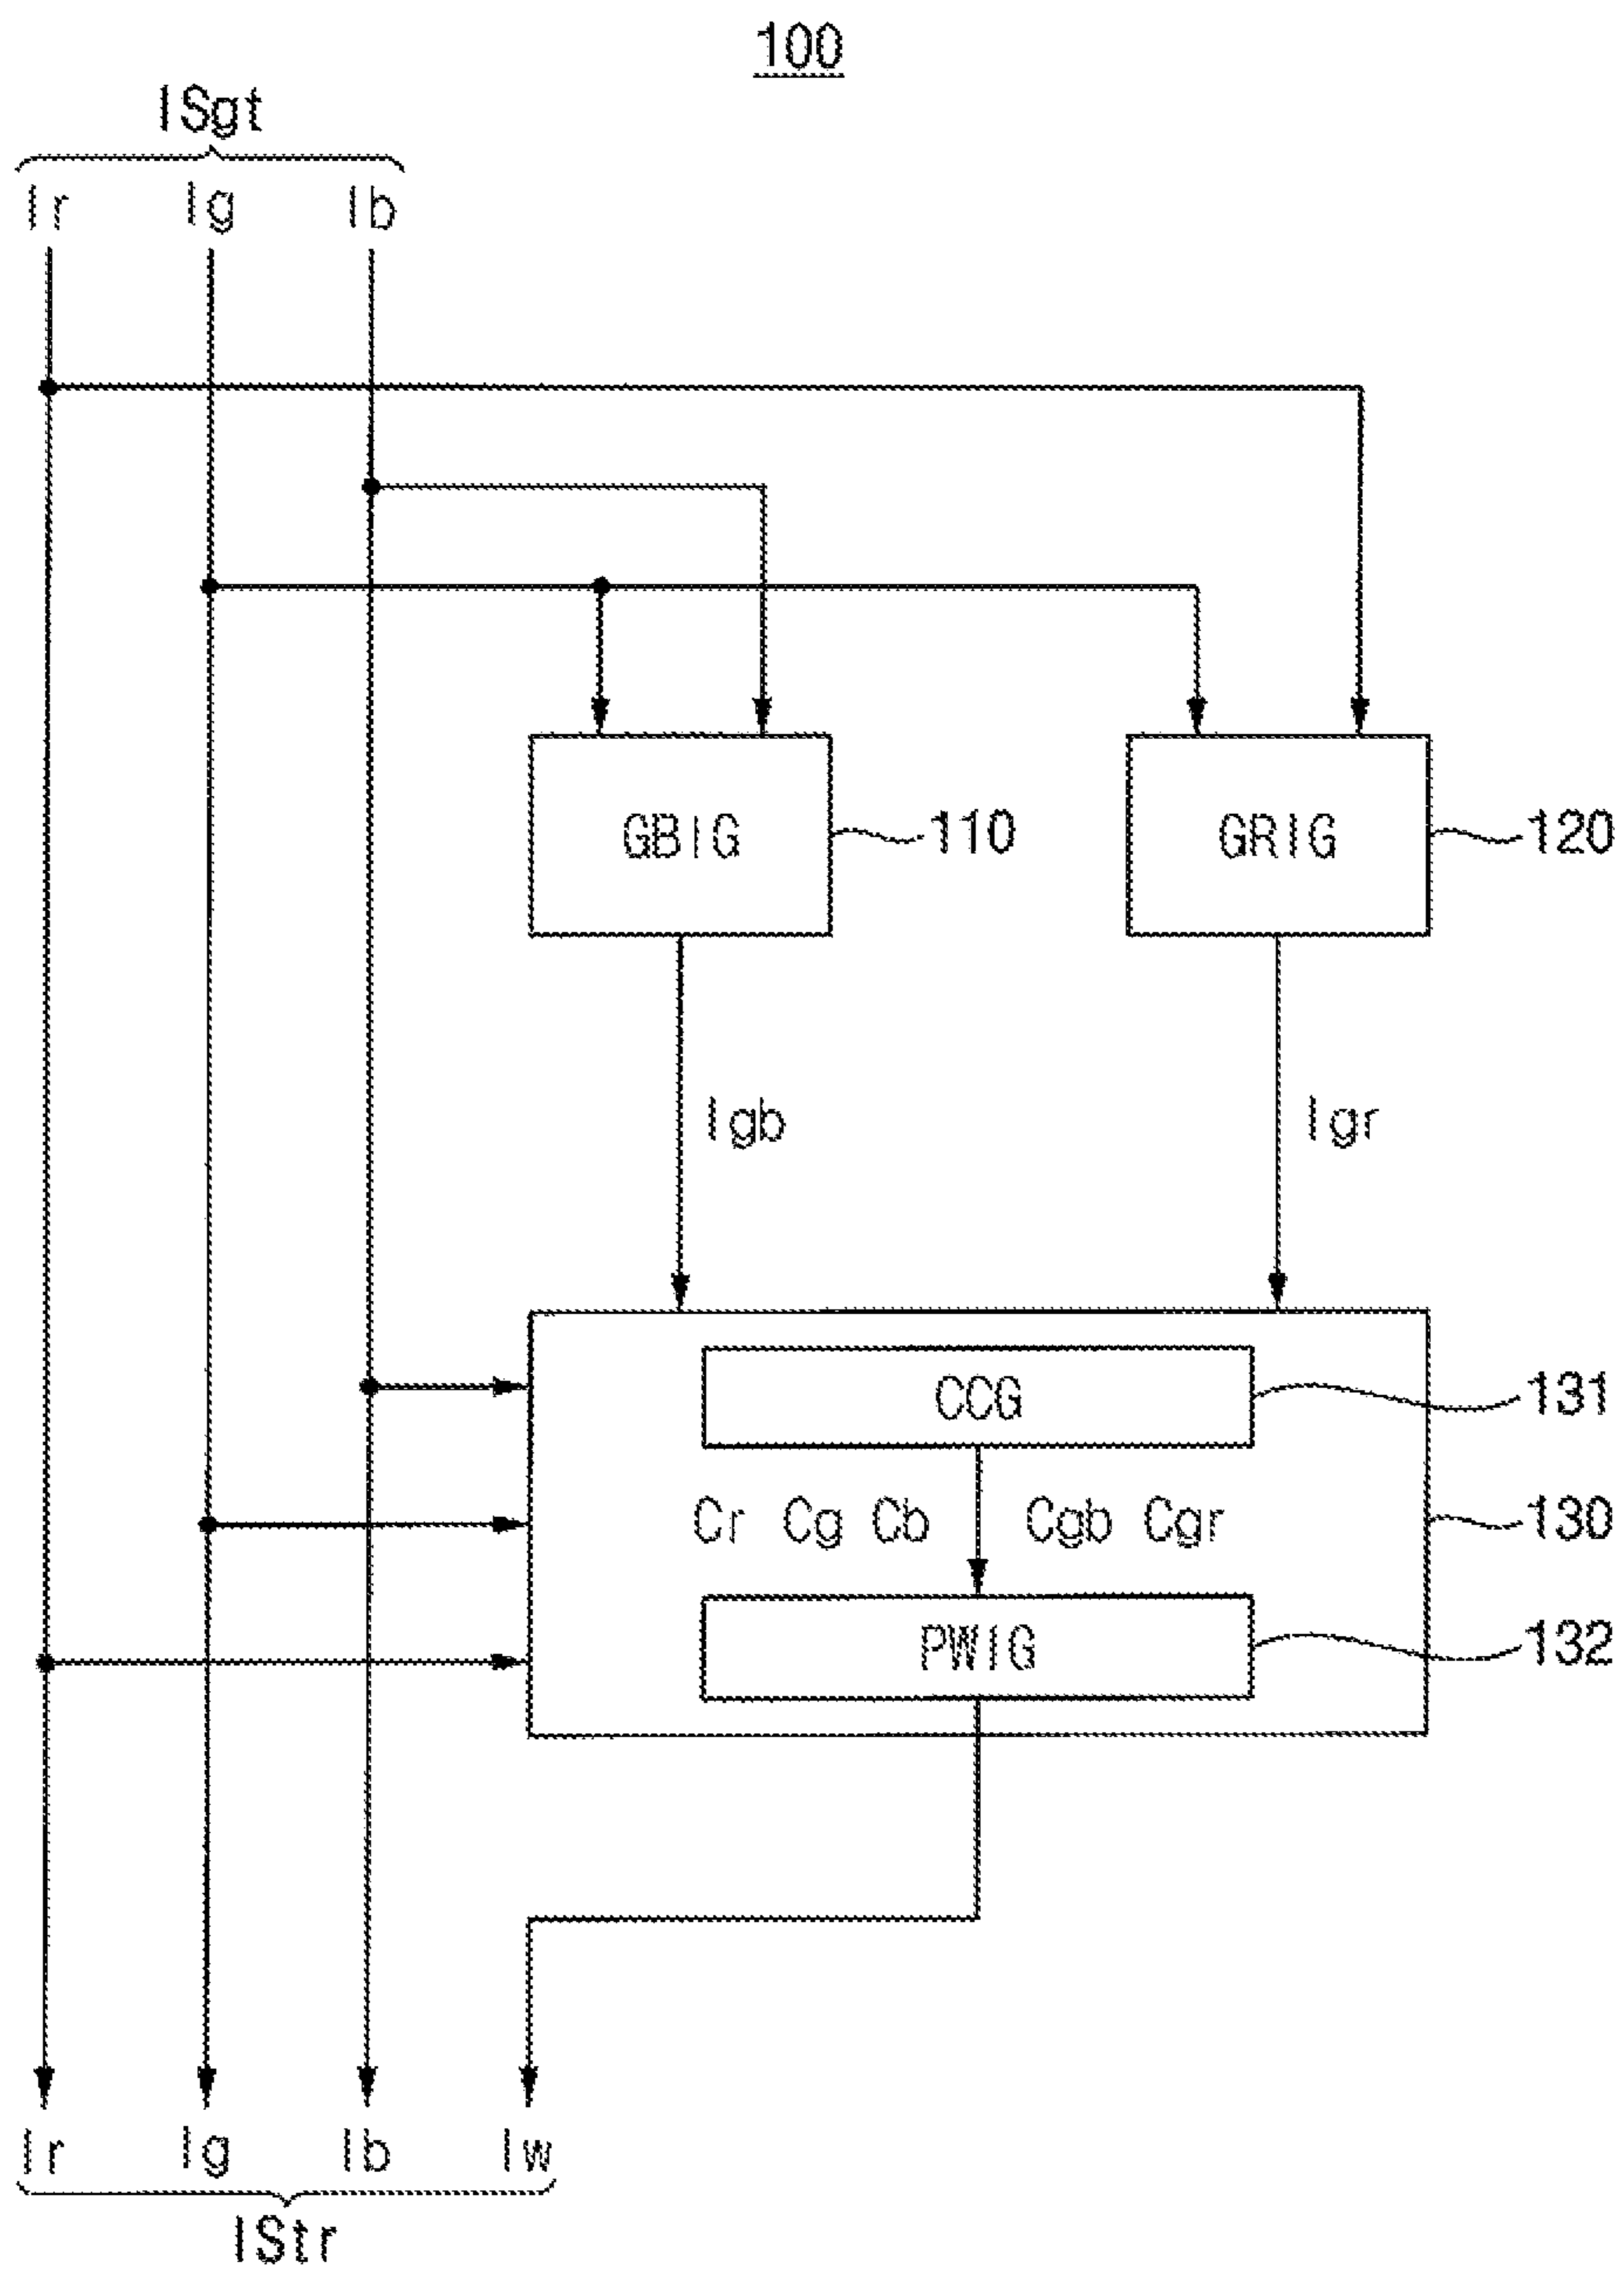 100
ISgt
Ir Ig Ib
GBIG 110 GRIG 120
Igb Igr
CCG 131
Cr Cg Cb Cgb Cgr 130
PWIG 132
Ir Ig Ib Iw
IStr